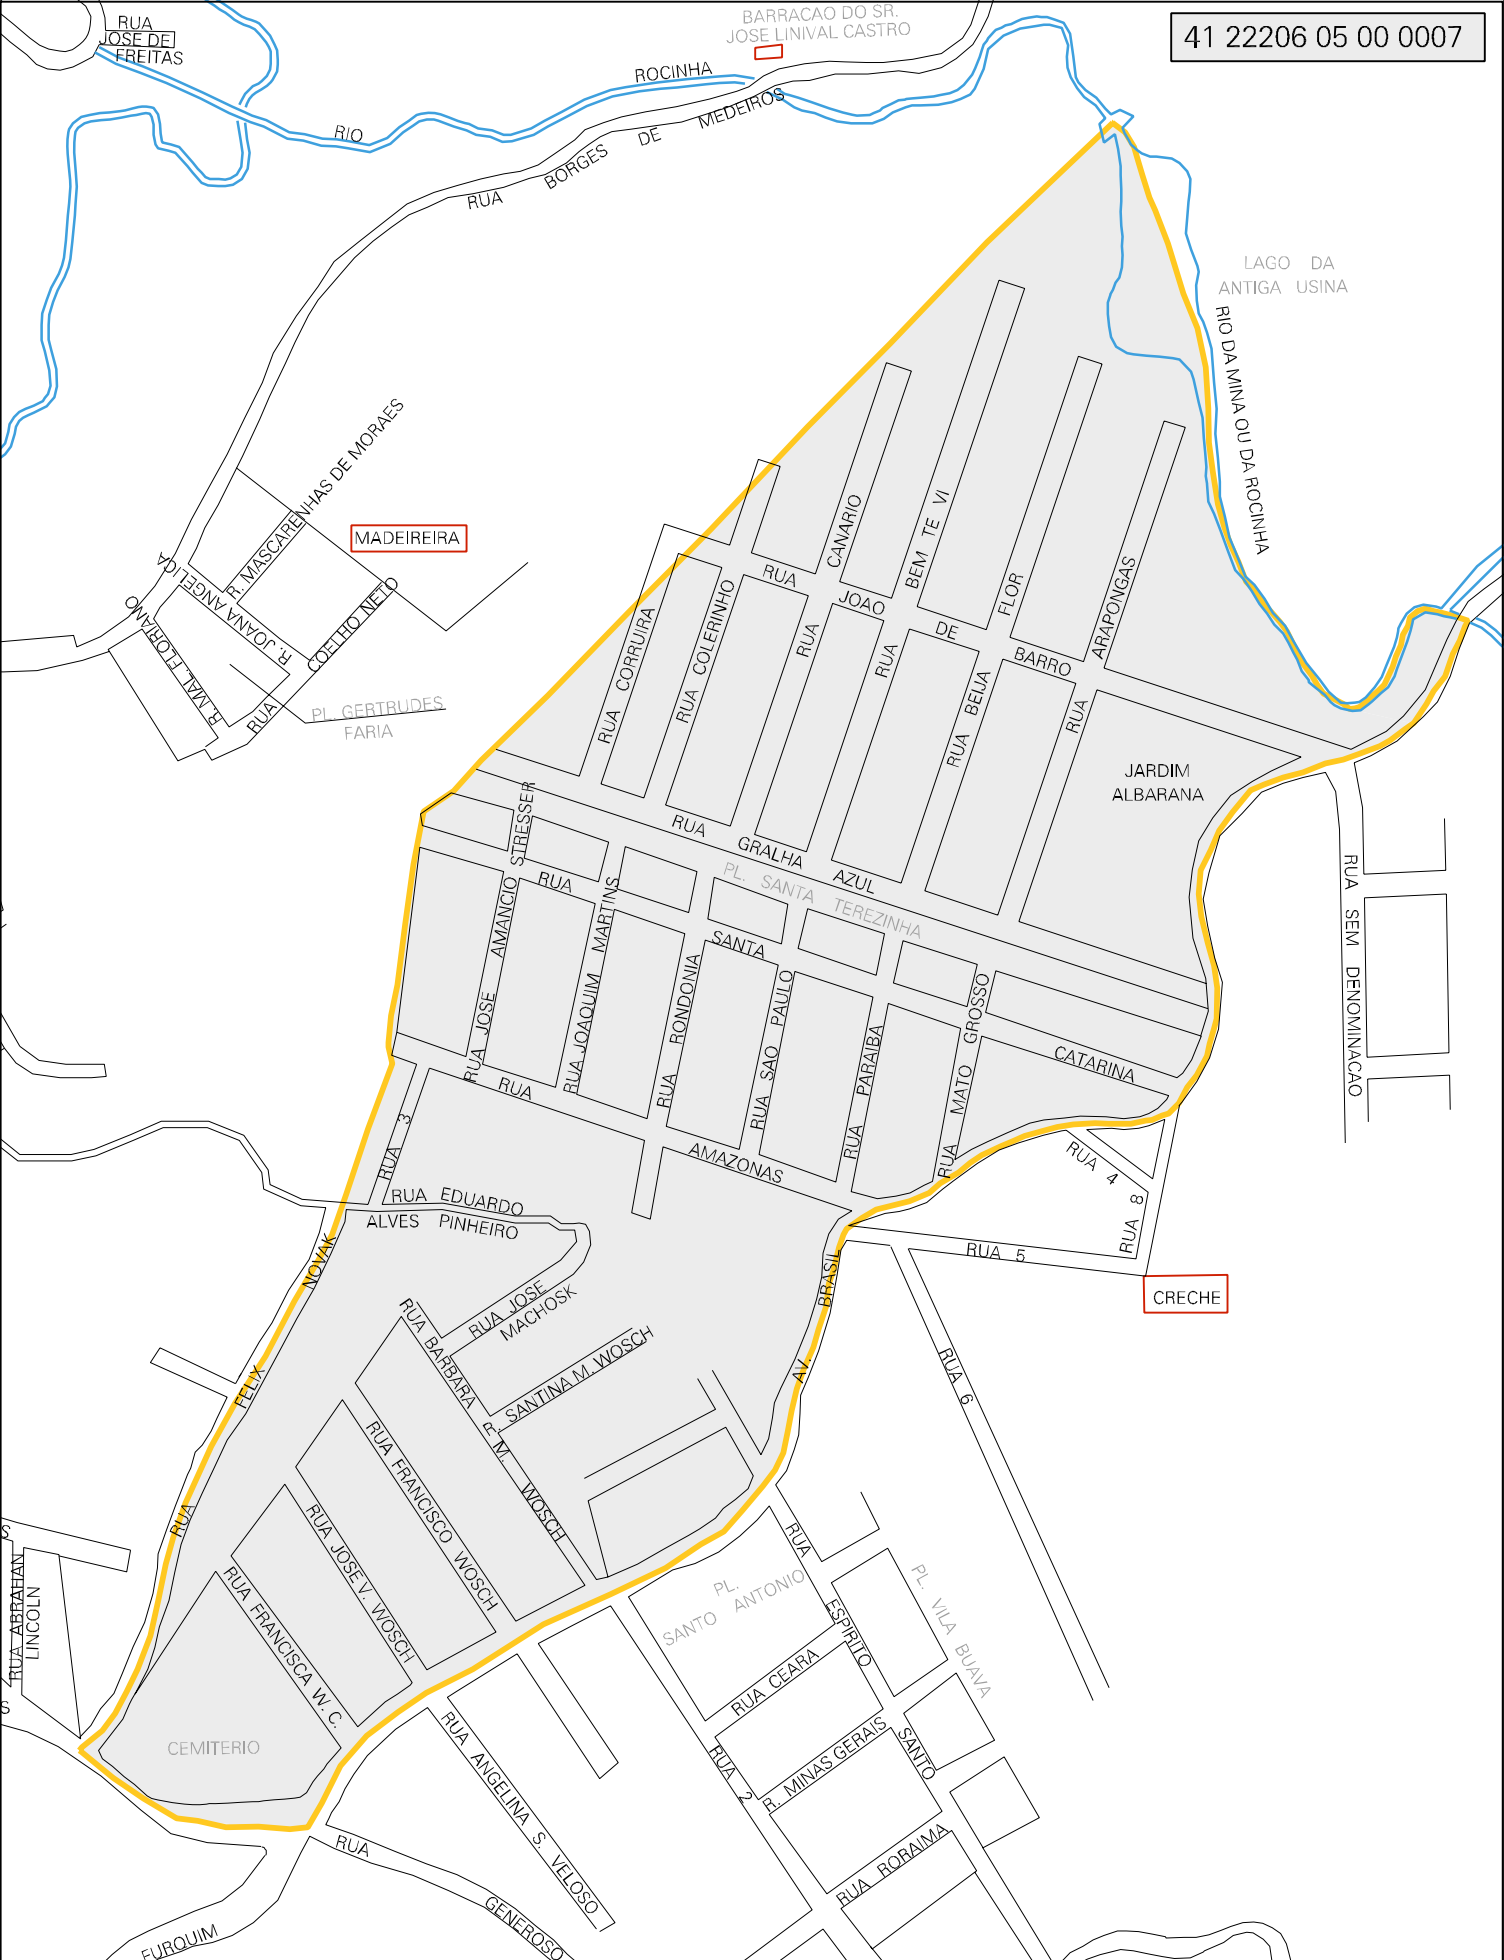 RUA
JOSE DE
FREITAS
BARRACAO DO SR.
JOSE LINIVAL CASTRO
41 22206 05 00 0007
ROCINHA
RIO
RUA BORGES DE MEDEIROS
LAGO DA
ANTIGA USINA
RIO DA MINA OU DA ROCINHA
R. MASCARENHAS DE MORAES
MADEIREIRA
R. JOANA ANGELICA
R. MAL. FLORIANO
RUA COELHO NETO
PL. GERTRUDES
FARIA
RUA CANARIO
RUA BEM TE VI
RUA BEIJA FLOR
RUA ARAPONGAS
RUA JOAO DE BARRO
RUA CORRUIRA
RUA COLERINHO
JARDIM
ALBARANA
RUA GRALHA AZUL
PL. SANTA TEREZINHA
RUA SANTA CATARINA
RUA JOSE AMANCIO STRESSER
RUA JOAQUIM MARTINS
RUA RONDONIA
RUA SAO PAULO
RUA PARAIBA
RUA MATO GROSSO
RUA SEM DENOMINACAO
RUA AMAZONAS
RUA 3
RUA 4
RUA 8
RUA 5
CRECHE
RUA 6
RUA EDUARDO
ALVES PINHEIRO
RUA JOSE
MACHOSK
RUA BARBARA
R. M. WOSCH
SANTINA M. WOSCH
AV. BRASIL
RUA FELIX NOVAK
RUA FRANCISCO WOSCH
RUA JOSE V. WOSCH
RUA FRANCISCA W. C.
CEMITERIO
S
RUA ABRAHAN
LINCOLN
S
PL.
SANTO ANTONIO
RUA ESPIRITO SANTO
PL. VILA BUAVA
RUA CEARA
R. MINAS GERAIS
RUA RORAIMA
RUA 2
RUA ANGELINA S. VELOSO
RUA GENEROSO
FURQUIM